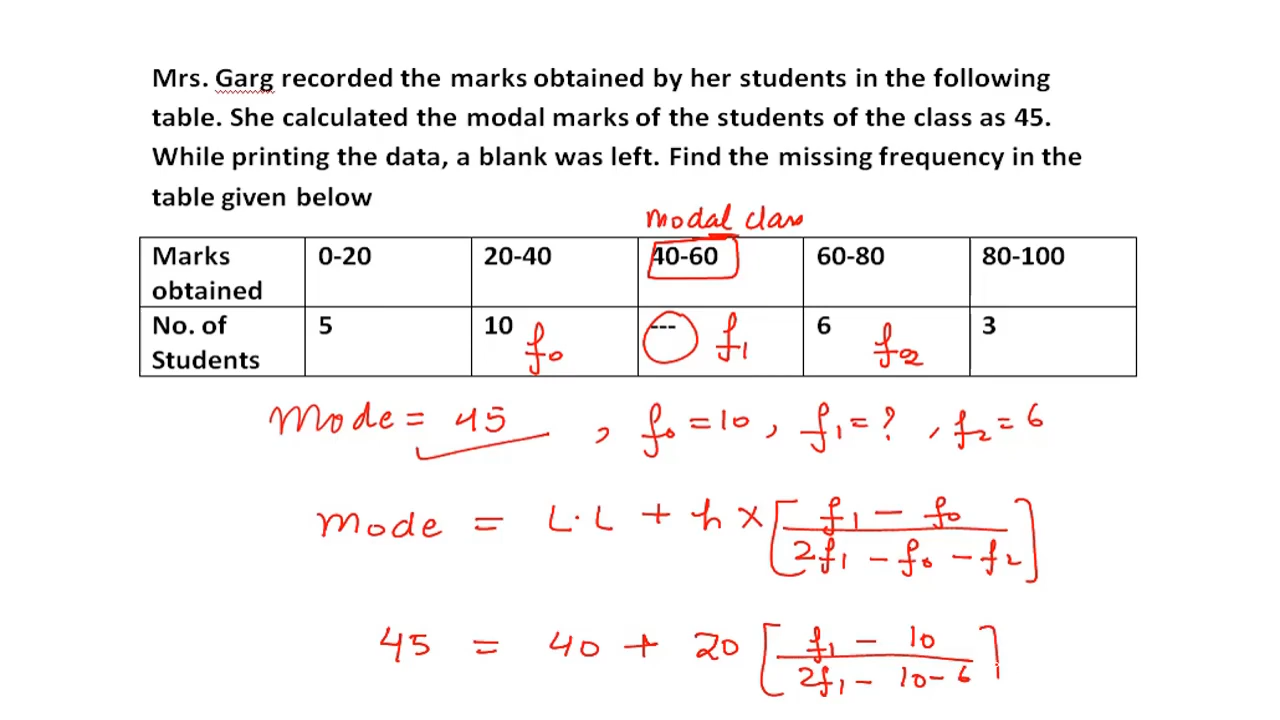 Mrs. Garg recorded the marks obtained by her students in the following
table. She calculated the modal marks of the students of the class as 45.
While printing the data, a blank was left. Find the missing frequency in the
table given below
modal class
Marks obtained 0-20 20-40 40-60 60-80 80-100
No. of Students 5 10 f₀ --- f₁ 6 f₂ 3
Mode = 45 , f₀ = 10 , f₁ = ? , f₂ = 6
Mode = L.L + h × [ f₁ - f₀ / 2f₁ - f₀ - f₂ ]
45 = 40 + 20 [ f₁ - 10 / 2f₁ - 10 - 6 ]